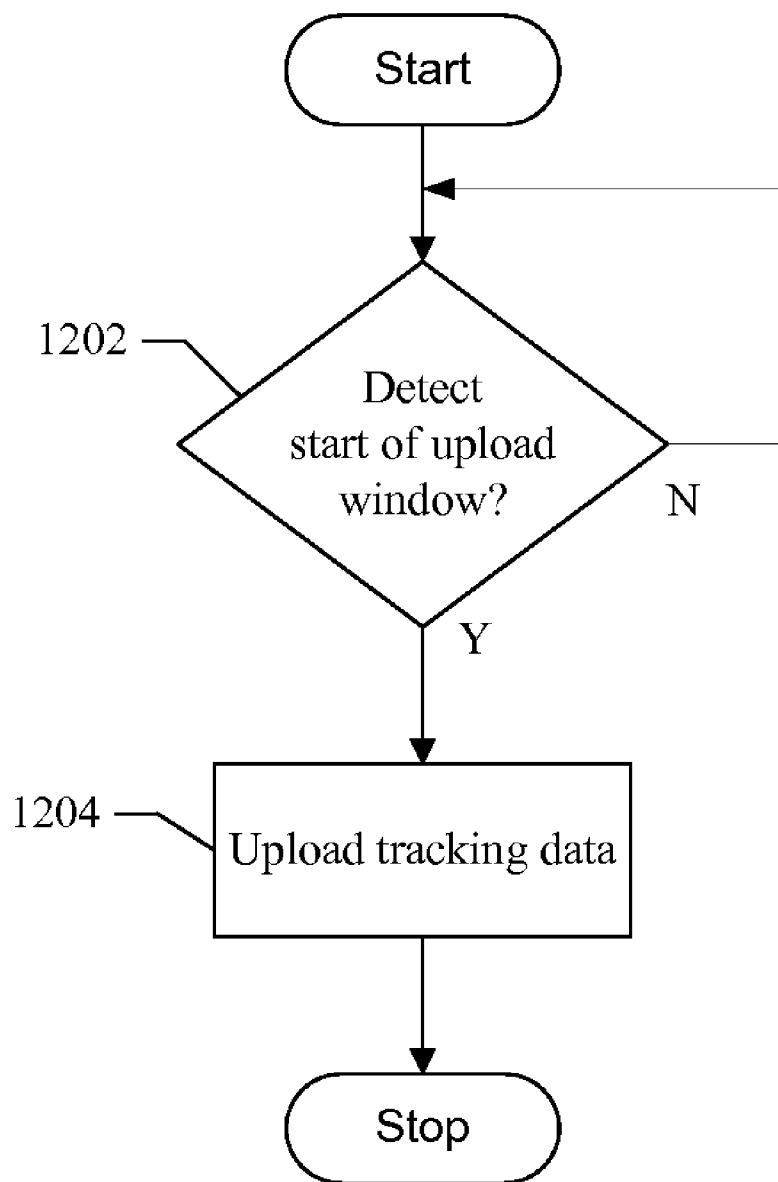 Start
1202
Detect
start of upload
window?
N
Y
1204
Upload tracking data
Stop